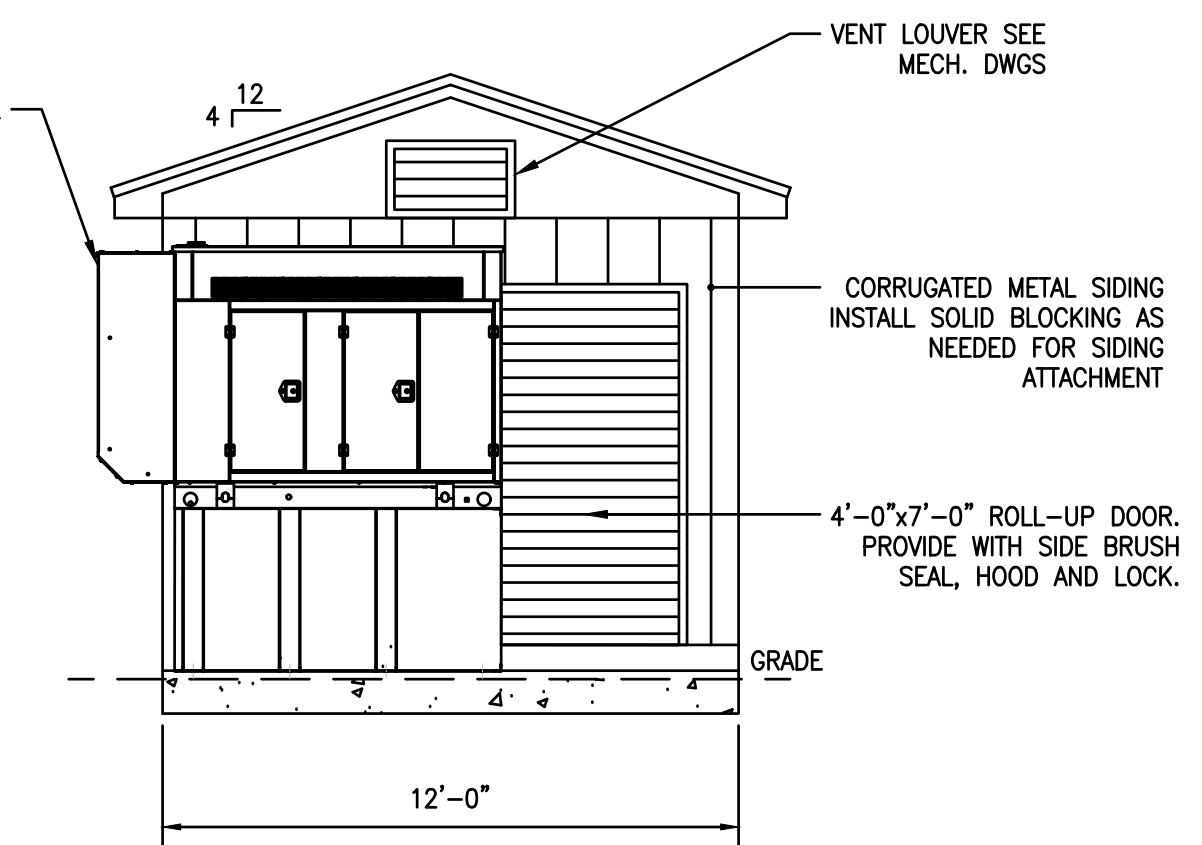 VENT LOUVER SEE
MECH. DWGS
12
4
CORRUGATED METAL SIDING
INSTALL SOLID BLOCKING AS
NEEDED FOR SIDING
ATTACHMENT
4'-0"x7'-0" ROLL-UP DOOR.
PROVIDE WITH SIDE BRUSH
SEAL, HOOD AND LOCK.
GRADE
12'-0"